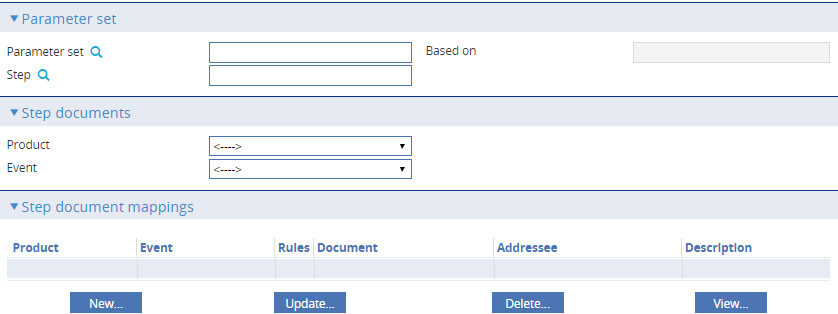 Parameter set
Parameter set Based on
Step
Step documents
Product <---->
Event <---->
Step document mappings
Product Event Rules Document Addressee Description
New... Update... Delete... View...